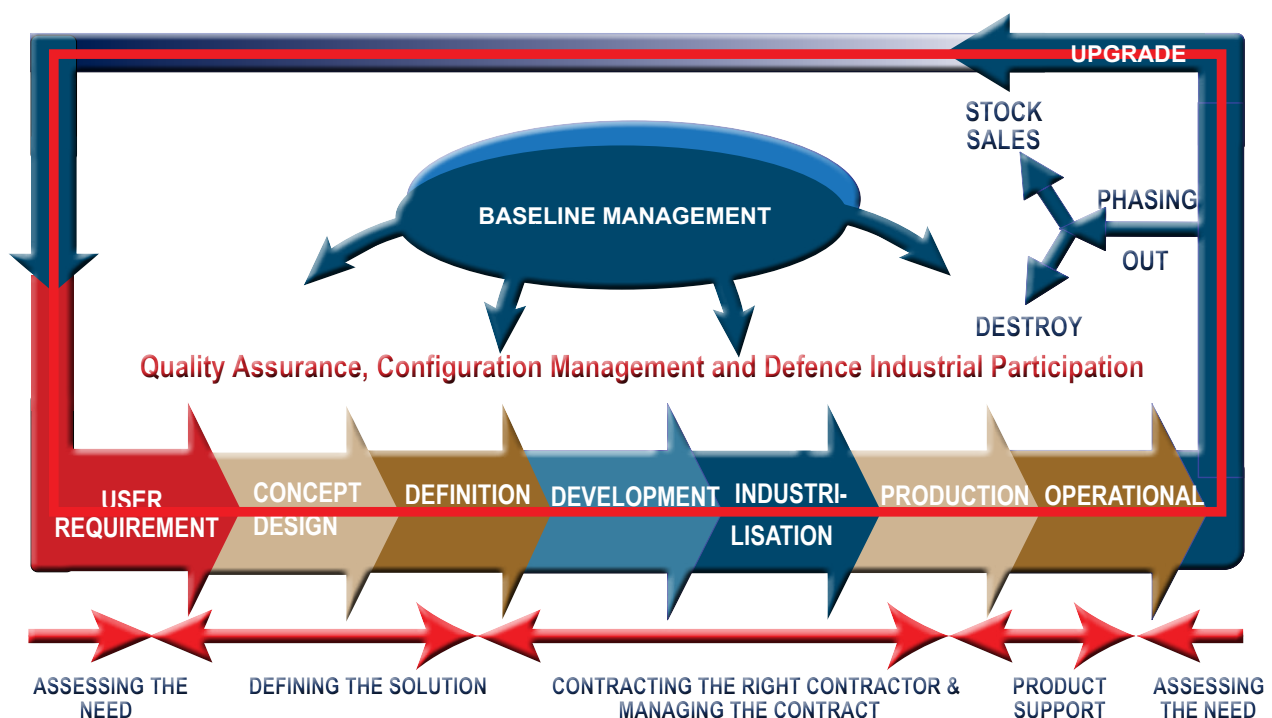 UPGRADE
STOCK
SALES
PHASING
OUT
DESTROY
BASELINE MANAGEMENT
Quality Assurance, Configuration Management and Defence Industrial Participation
USER
REQUIREMENT
CONCEPT
DESIGN
DEFINITION
DEVELOPMENT
INDUSTRI-
LISATION
PRODUCTION
OPERATIONAL
ASSESSING THE
NEED
DEFINING THE SOLUTION
CONTRACTING THE RIGHT CONTRACTOR &
MANAGING THE CONTRACT
PRODUCT
SUPPORT
ASSESSING
THE NEED